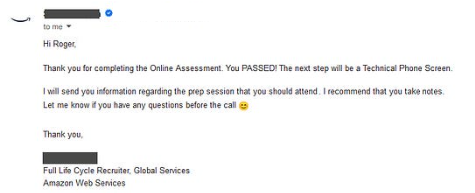 to me
Hi Roger,
Thank you for completing the Online Assessment. You PASSED! The next step will be a Technical Phone Screen.
I will send you information regarding the prep session that you should attend. I recommend that you take notes.
Let me know if you have any questions before the call 😊
Thank you,
Full Life Cycle Recruiter, Global Services
Amazon Web Services